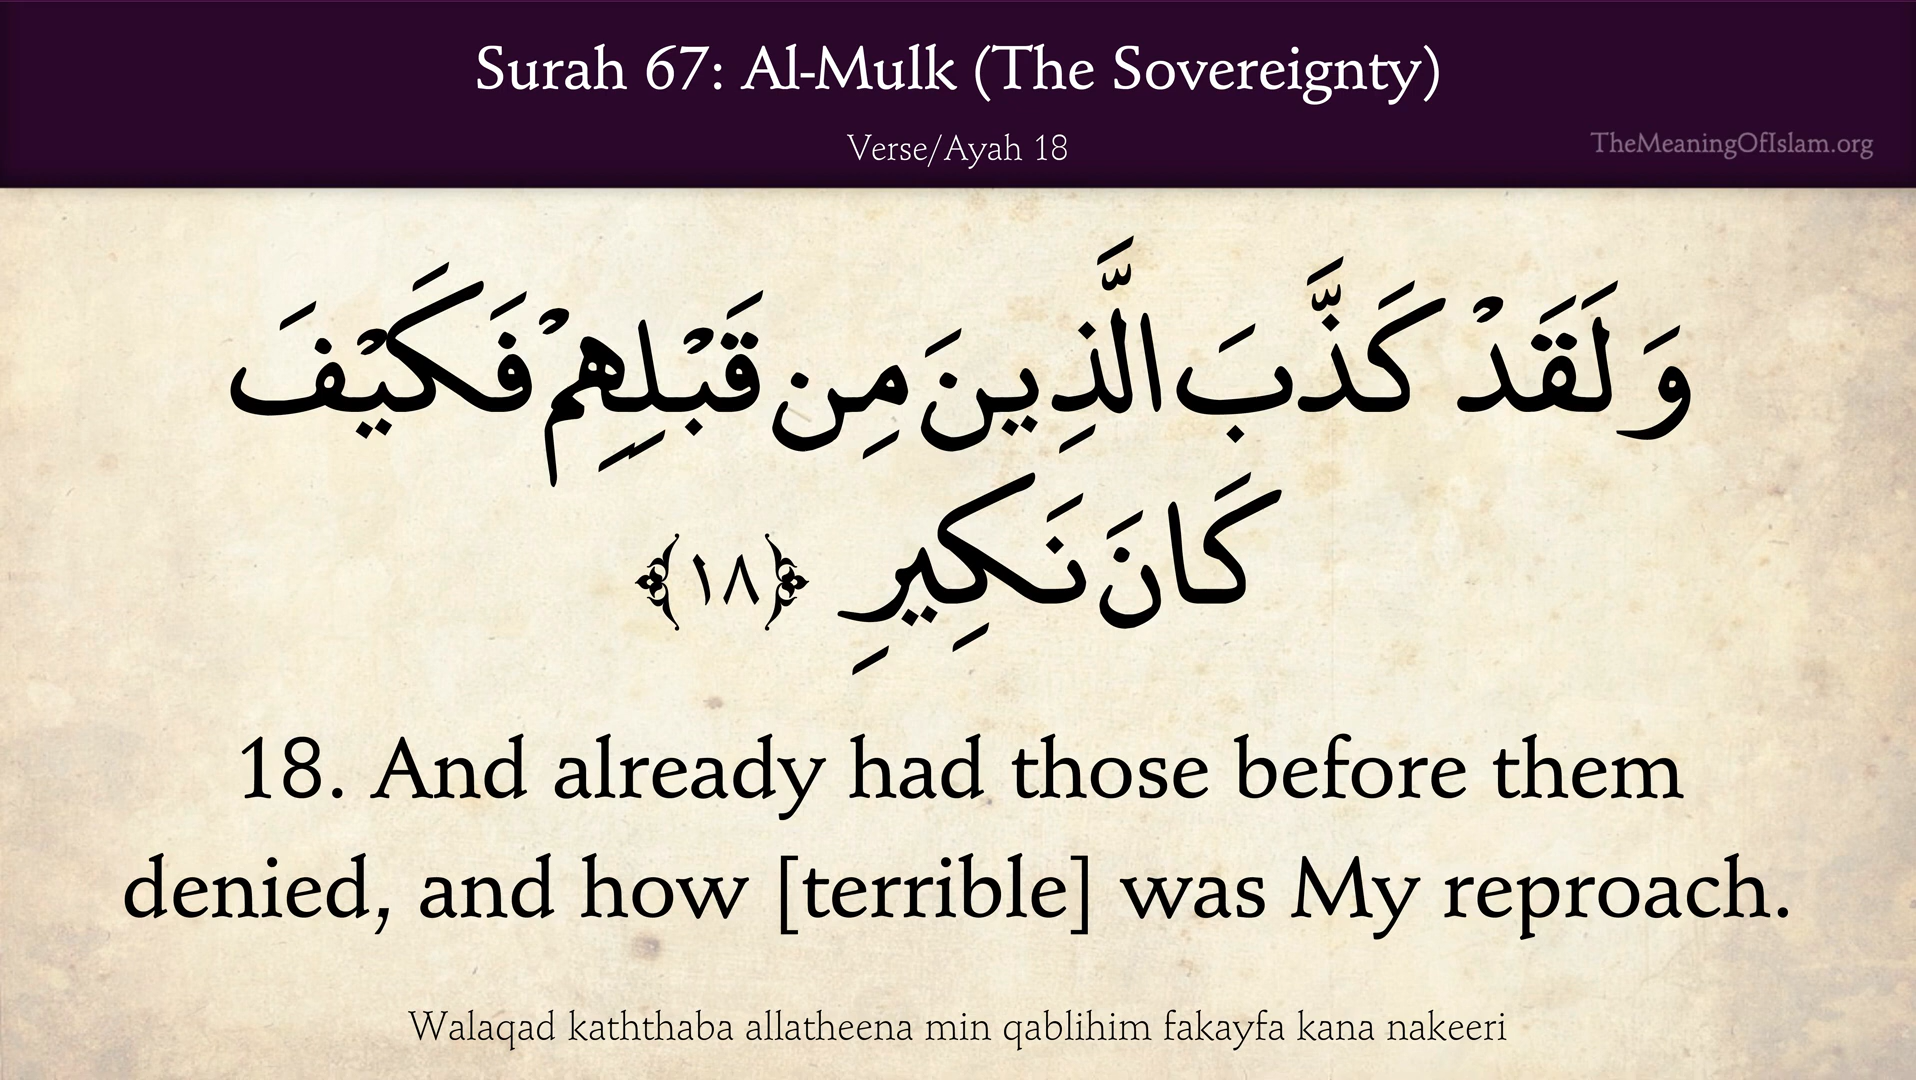 Surah 67: Al-Mulk (The Sovereignty)
Verse/Ayah 18
TheMeaningOfIslam.org
وَلَقَدْ كَذَّبَ الَّذِينَ مِن قَبْلِهِمْ فَكَيْفَ
كَانَ نَكِيرِ ﴿١٨﴾
18. And already had those before them
denied, and how [terrible] was My reproach.
Walaqad kaththaba allatheena min qablihim fakayfa kana nakeeri